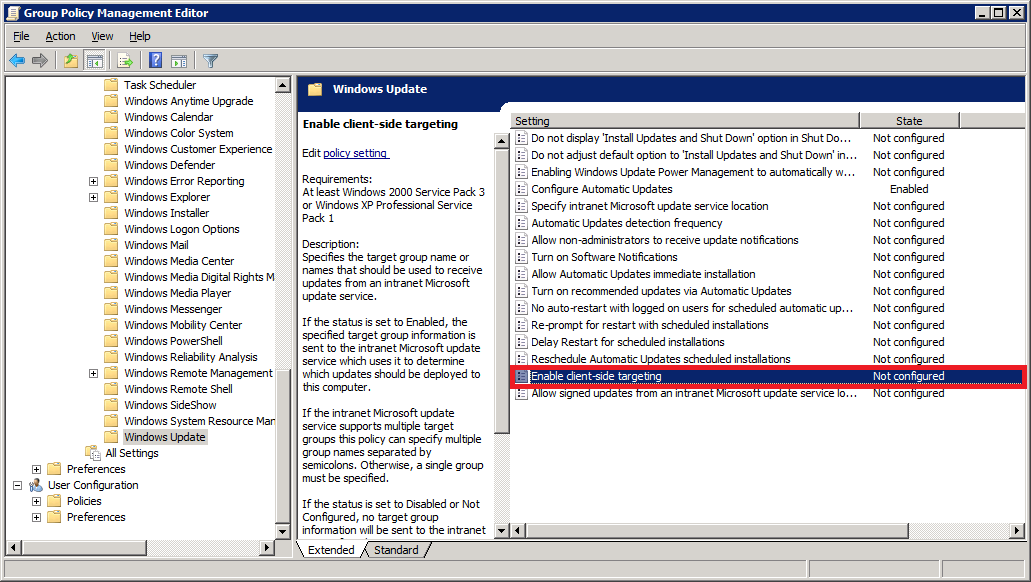 Group Policy Management Editor
File Action View Help
Task Scheduler
Windows Anytime Upgrade
Windows Calendar
Windows Color System
Windows Customer Experience
Windows Defender
Windows Error Reporting
Windows Explorer
Windows Installer
Windows Logon Options
Windows Mail
Windows Media Center
Windows Media Digital Rights M
Windows Media Player
Windows Messenger
Windows Mobility Center
Windows PowerShell
Windows Reliability Analysis
Windows Remote Management
Windows Remote Shell
Windows SideShow
Windows System Resource Man
Windows Update
All Settings
Preferences
User Configuration
Policies
Preferences
Windows Update
Enable client-side targeting
Edit policy setting
Requirements:
At least Windows 2000 Service Pack 3
or Windows XP Professional Service
Pack 1
Description:
Specifies the target group name or
names that should be used to receive
updates from an intranet Microsoft
update service.
If the status is set to Enabled, the
specified target group information is
sent to the intranet Microsoft update
service which uses it to determine
which updates should be deployed to
this computer.
If the intranet Microsoft update
service supports multiple target
groups this policy can specify multiple
group names separated by
semicolons. Otherwise, a single group
must be specified.
If the status is set to Disabled or Not
Configured, no target group
information will be sent to the intranet
Setting State
Do not display 'Install Updates and Shut Down' option in Shut Do... Not configured
Do not adjust default option to 'Install Updates and Shut Down' in... Not configured
Enabling Windows Update Power Management to automatically w... Not configured
Configure Automatic Updates Enabled
Specify intranet Microsoft update service location Not configured
Automatic Updates detection frequency Not configured
Allow non-administrators to receive update notifications Not configured
Turn on Software Notifications Not configured
Allow Automatic Updates immediate installation Not configured
Turn on recommended updates via Automatic Updates Not configured
No auto-restart with logged on users for scheduled automatic up... Not configured
Re-prompt for restart with scheduled installations Not configured
Delay Restart for scheduled installations Not configured
Reschedule Automatic Updates scheduled installations Not configured
Enable client-side targeting Not configured
Allow signed updates from an intranet Microsoft update service lo... Not configured
Extended Standard